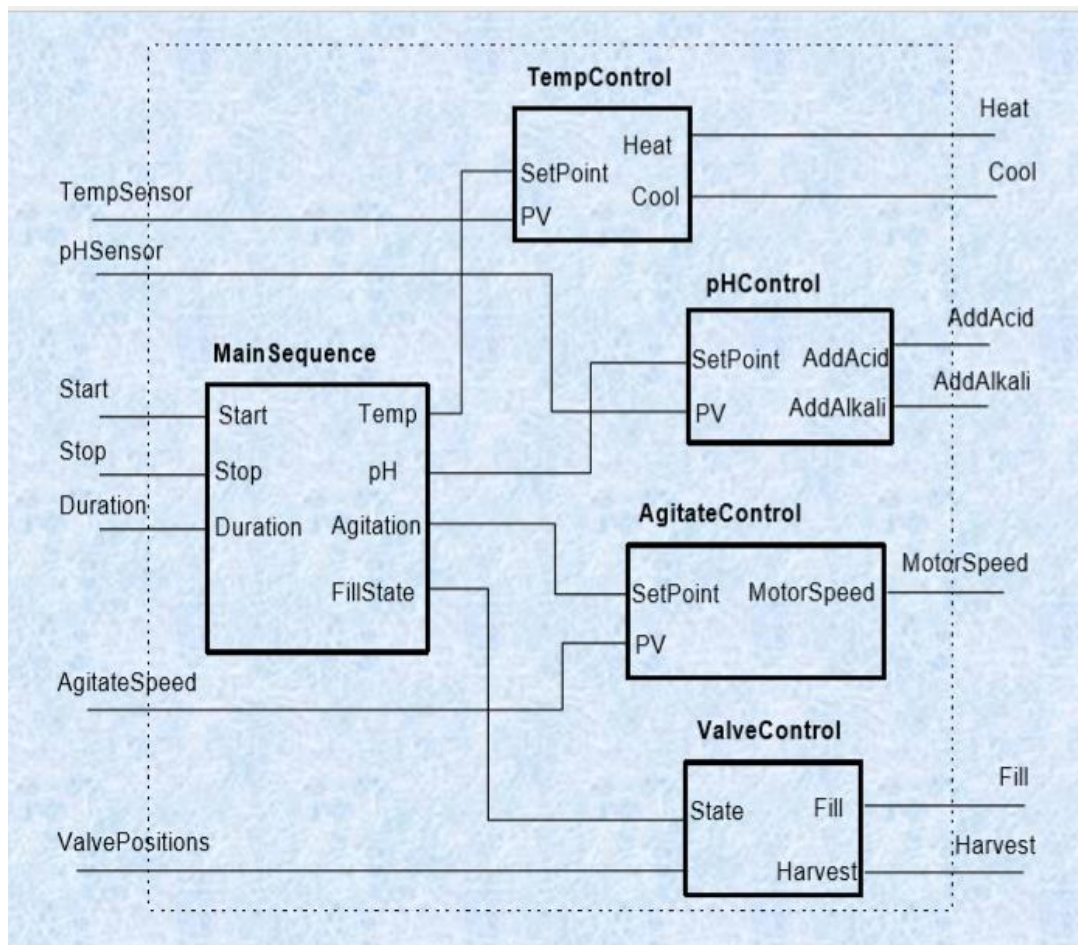 TempControl
Heat
Heat
SetPoint
Cool
Cool
TempSensor
PV
pHSensor
pHControl
AddAcid
MainSequence
SetPoint
AddAcid
AddAlkali
Start
Start
Temp
PV
AddAlkali
Stop
Stop
pH
Duration
Duration
Agitation
AgitateControl
MotorSpeed
FillState
SetPoint
MotorSpeed
PV
AgitateSpeed
ValveControl
Fill
State
Fill
ValvePositions
Harvest
Harvest